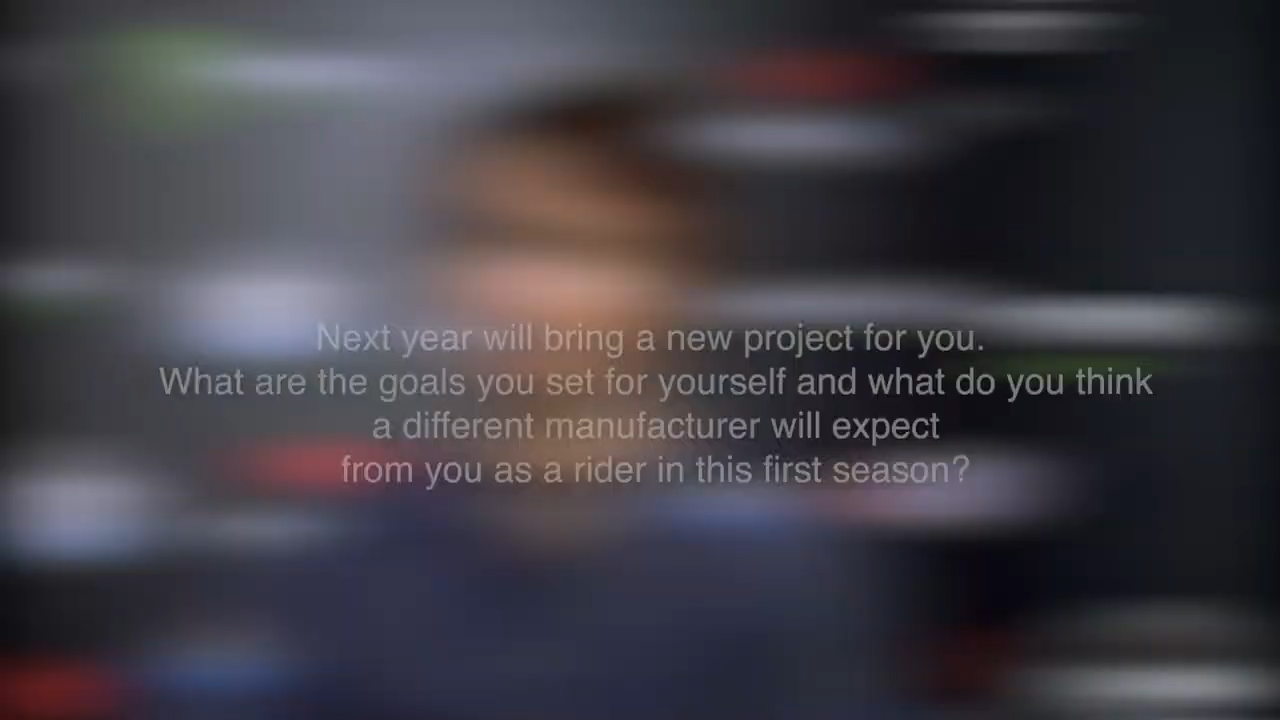 Next year will bring a new project for you.
What are the goals you set for yourself and what do you think
a different manufacturer will expect
from you as a rider in this first season?